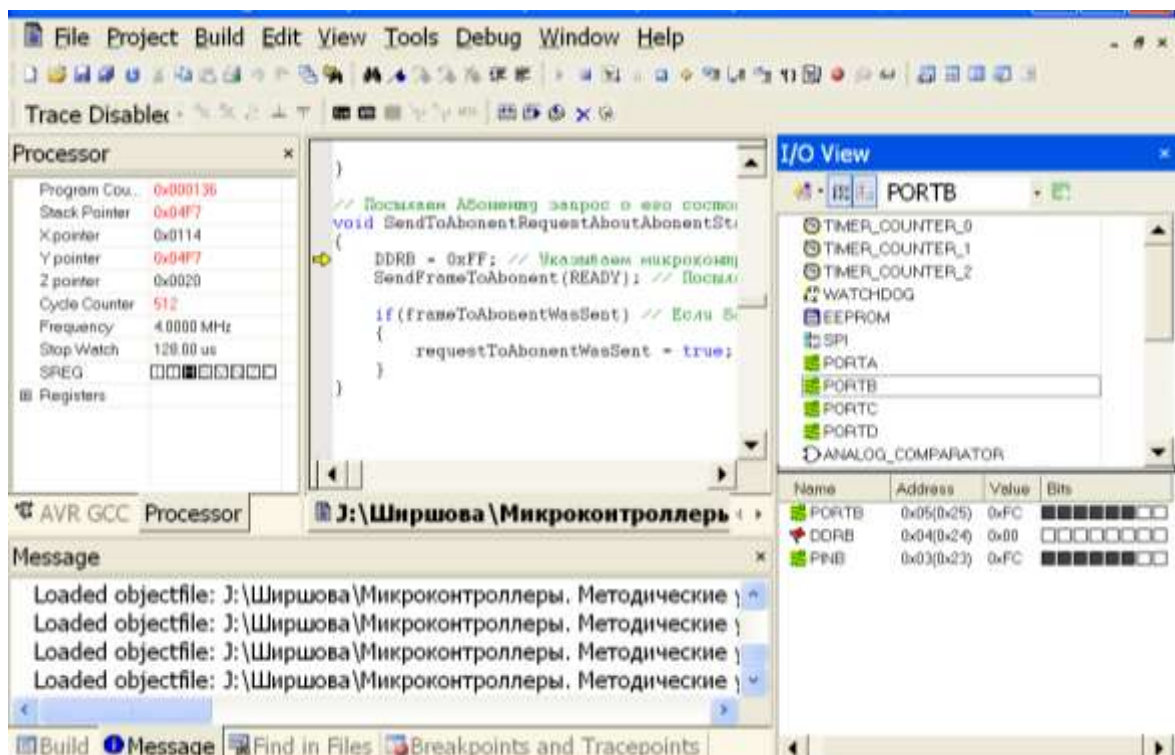 File Project Build Edit View Tools Debug Window Help
Trace Disablec
Processor
Program Cou... 0x000136
Stack Pointer 0x04F7
X pointer 0x0114
Y pointer 0x04F7
Z pointer 0x0020
Cycle Counter 512
Frequency 4.0000 MHz
Stop Watch 128.00 us
SREG
Registers
AVR GCC Processor
}
// Посылаем Абоненту запрос о его состо
void SendToAbonentRequestAboutAbonentSta
{
DDRB = 0xFF; // Указываем микроконтр
SendFrameToAbonent(READY); // Посыла
if(frameToAbonentWasSent) // Если
{
requestToAbonentWasSent = true;
}
}
J:\Ширшова\Микроконтроллеры
I/O View
PORTB
TIMER_COUNTER_0
TIMER_COUNTER_1
TIMER_COUNTER_2
WATCHDOG
EEPROM
SPI
PORTA
PORTB
PORTC
PORTD
ANALOG_COMPARATOR
Name Address Value Bits
PORTB 0x05(0x25) 0xFC
DDRB 0x04(0x24) 0x00
PINB 0x03(0x23) 0xFC
Message
Loaded objectfile: J:\Ширшова\Микроконтроллеры. Методические у
Loaded objectfile: J:\Ширшова\Микроконтроллеры. Методические у
Loaded objectfile: J:\Ширшова\Микроконтроллеры. Методические у
Loaded objectfile: J:\Ширшова\Микроконтроллеры. Методические у
Build Message Find in Files Breakpoints and Tracepoints